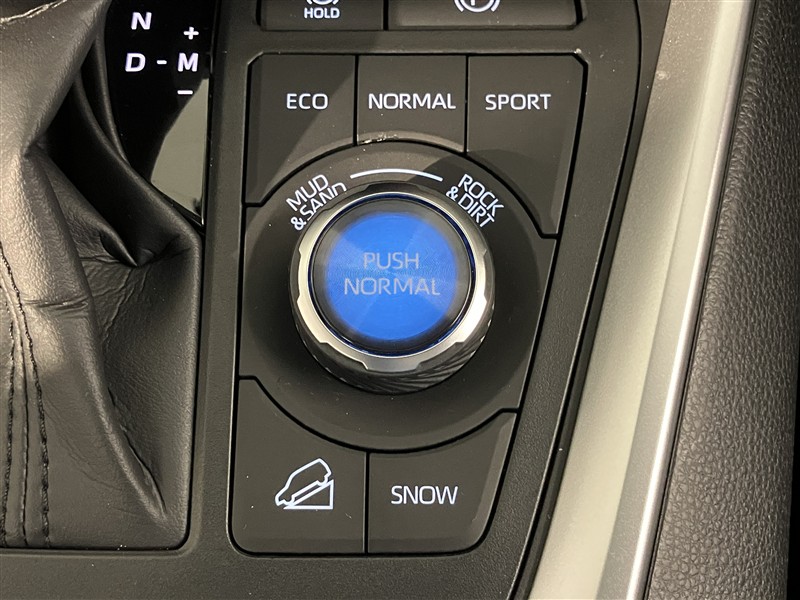 HOLD
(P)
N
+
D - M
–
ECO
NORMAL
SPORT
MUD
& SAND
ROCK
& DIRT
PUSH
NORMAL
SNOW